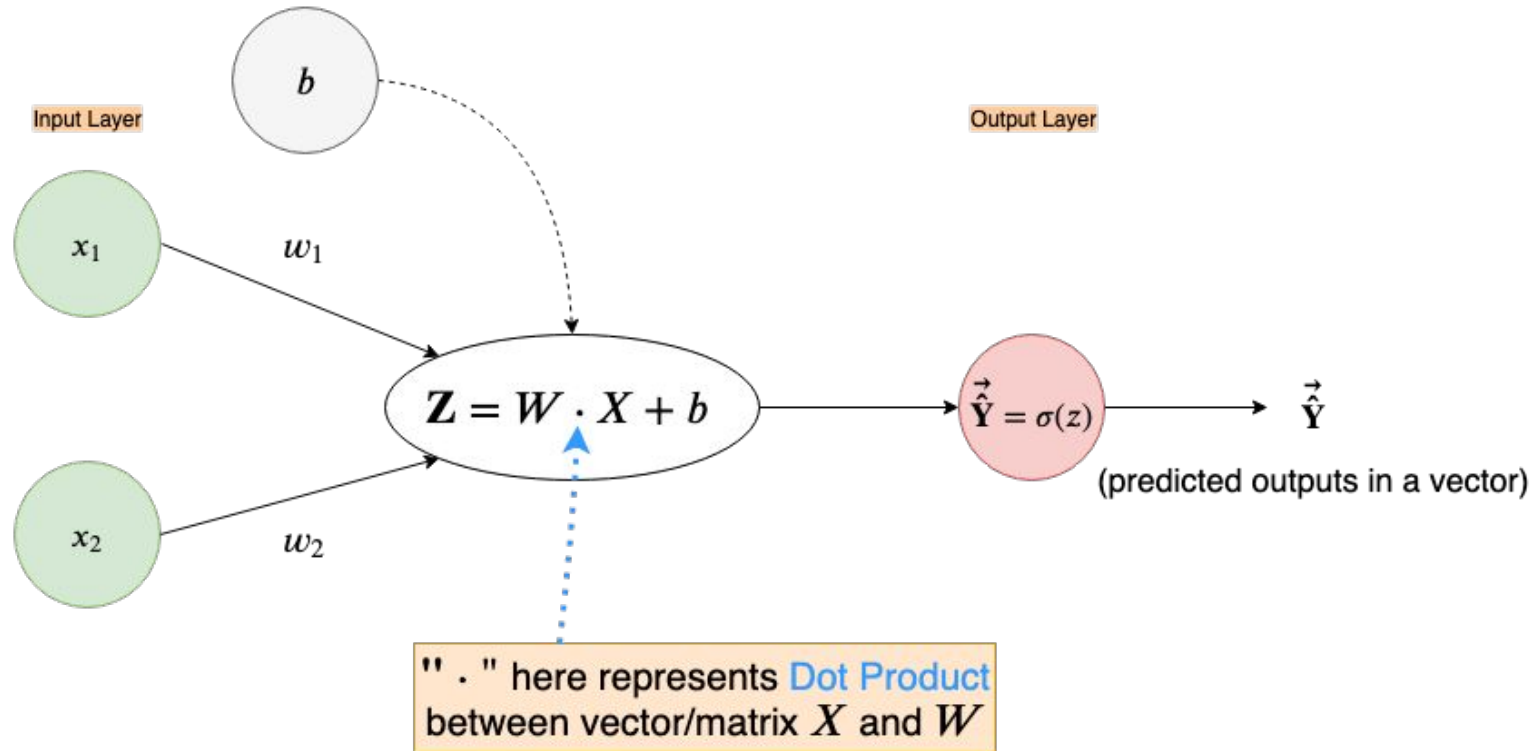 b
Input Layer
Output Layer
x₁
w₁
Z = W · X + b
Ŷ⃗ = σ(z)
Ŷ⃗
(predicted outputs in a vector)
x₂
w₂
" · " here represents Dot Product
between vector/matrix X and W